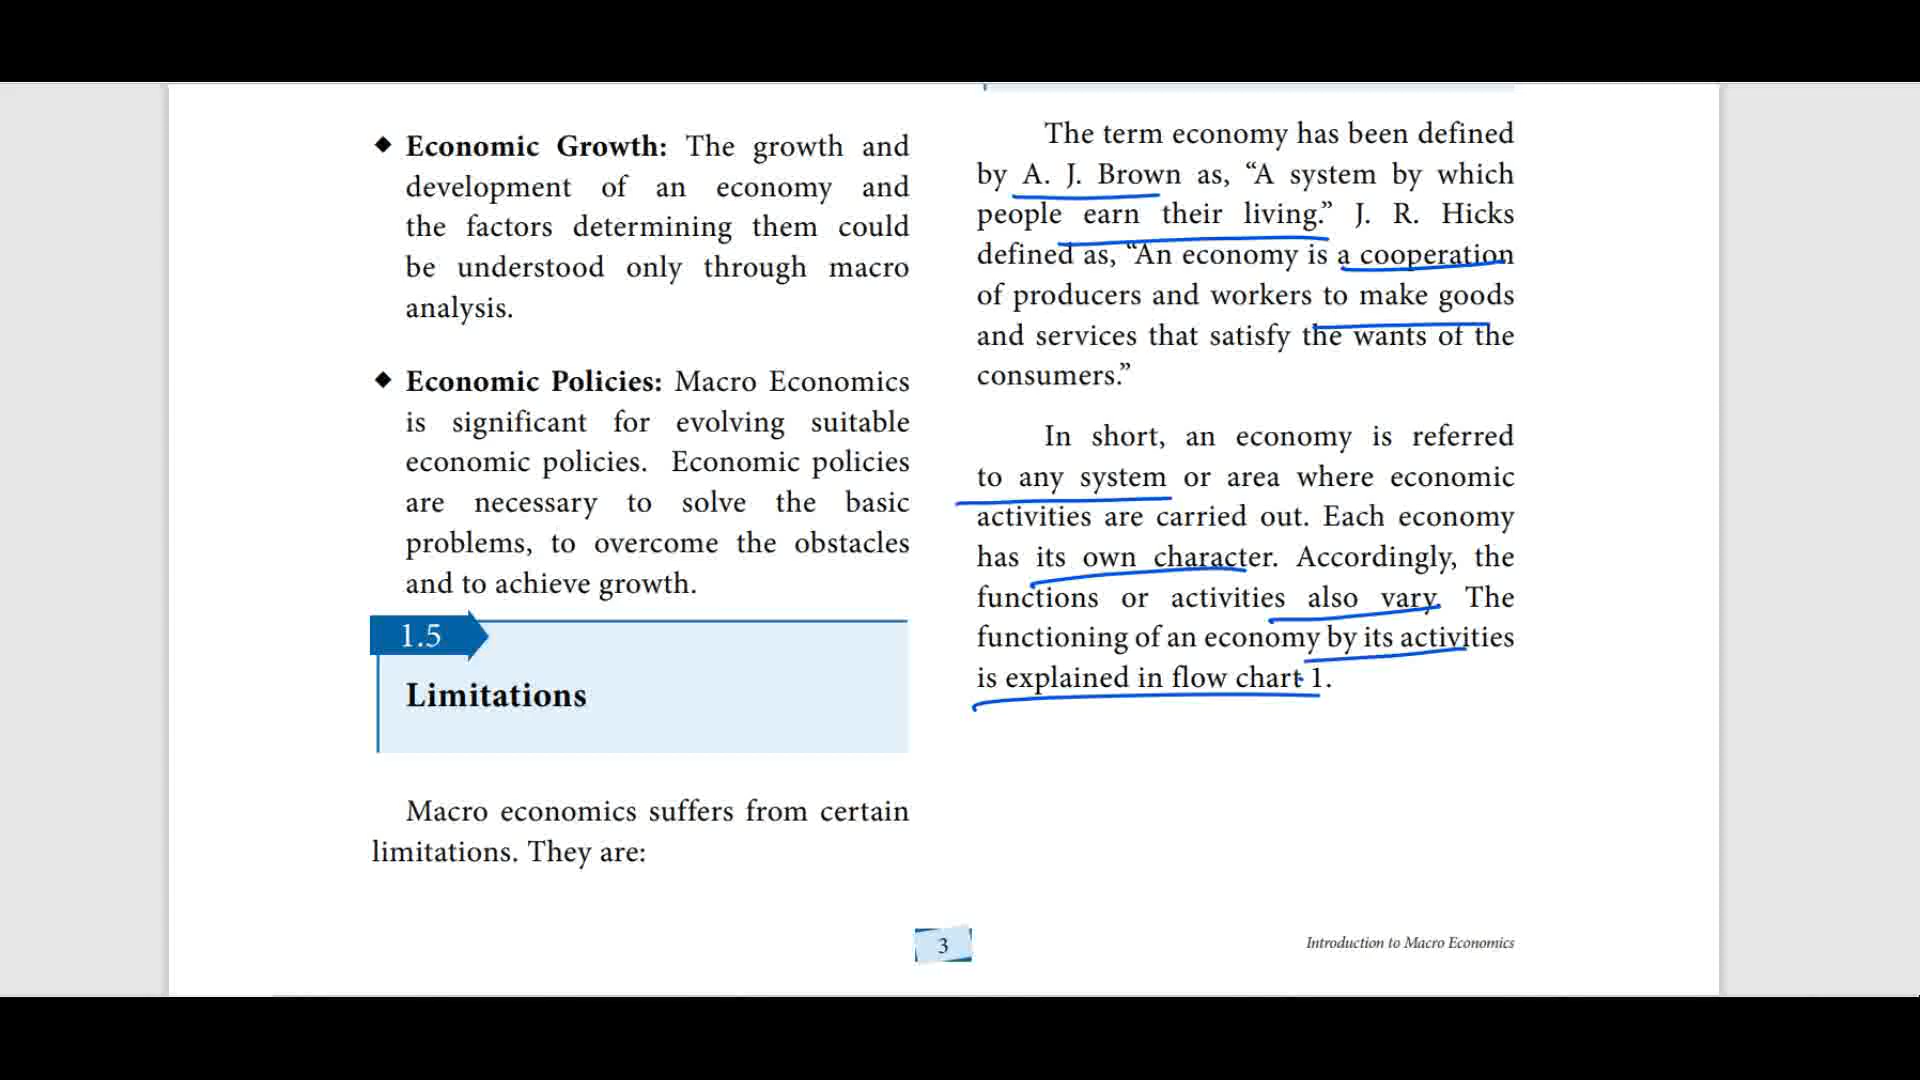 ◆ Economic Growth: The growth and
development of an economy and
the factors determining them could
be understood only through macro
analysis.
◆ Economic Policies: Macro Economics
is significant for evolving suitable
economic policies. Economic policies
are necessary to solve the basic
problems, to overcome the obstacles
and to achieve growth.
1.5
Limitations
Macro economics suffers from certain
limitations. They are:
The term economy has been defined
by A. J. Brown as, “A system by which
people earn their living.” J. R. Hicks
defined as, “An economy is a cooperation
of producers and workers to make goods
and services that satisfy the wants of the
consumers.”
In short, an economy is referred
to any system or area where economic
activities are carried out. Each economy
has its own character. Accordingly, the
functions or activities also vary. The
functioning of an economy by its activities
is explained in flow chart 1.
3
Introduction to Macro Economics